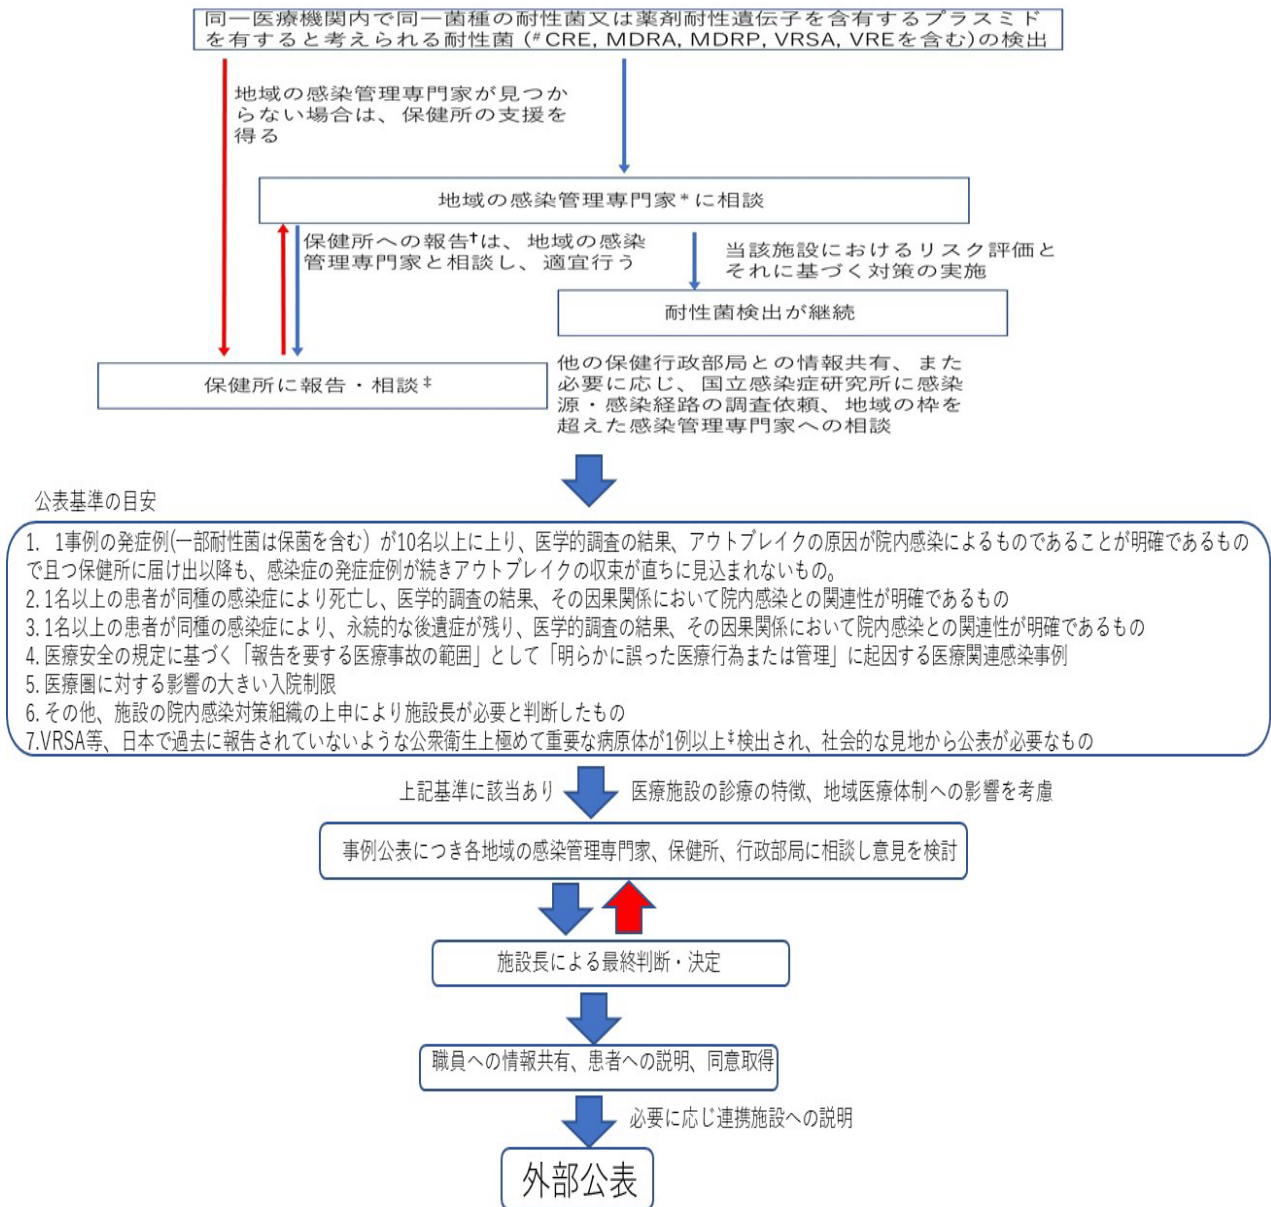 同一医療機関内で同一菌種の耐性菌又は薬剤耐性遺伝子を含有するプラスミド
を有すると考えられる耐性菌(#CRE, MDRA, MDRP, VRSA, VREを含む)の検出
地域の感染管理専門家が見つか
らない場合は、保健所の支援を
得る
地域の感染管理専門家*に相談
保健所への報告†は、地域の感染
管理専門家と相談し、適宜行う
当該施設におけるリスク評価と
それに基づく対策の実施
耐性菌検出が継続
保健所に報告・相談‡
他の保健行政部局との情報共有、また
必要に応じ、国立感染症研究所に感染
源・感染経路の調査依頼、地域の枠を
超えた感染管理専門家への相談
公表基準の目安
1. 1事例の発症例(一部耐性菌は保菌を含む) が10名以上に上り、医学的調査の結果、アウトブレイクの原因が院内感染によるものであることが明確であるもの
で且つ保健所に届け出以降も、感染症の発症症例が続きアウトブレイクの収束が直ちに見込まれないもの。
2. 1名以上の患者が同種の感染症により死亡し、医学的調査の結果、その因果関係において院内感染との関連性が明確であるもの
3. 1名以上の患者が同種の感染症により、永続的な後遺症が残り、医学的調査の結果、その因果関係において院内感染との関連性が明確であるもの
4. 医療安全の規定に基づく「報告を要する医療事故の範囲」として「明らかに誤った医療行為または管理」に起因する医療関連感染事例
5. 医療圏に対する影響の大きい入院制限
6. その他、施設の院内感染対策組織の上申により施設長が必要と判断したもの
7.VRSA等、日本で過去に報告されていないような公衆衛生上極めて重要な病原体が1例以上‡検出され、社会的な見地から公表が必要なもの
上記基準に該当あり
医療施設の診療の特徴、地域医療体制への影響を考慮
事例公表につき各地域の感染管理専門家、保健所、行政部局に相談し意見を検討
施設長による最終判断・決定
職員への情報共有、患者への説明、同意取得
必要に応じ連携施設への説明
外部公表